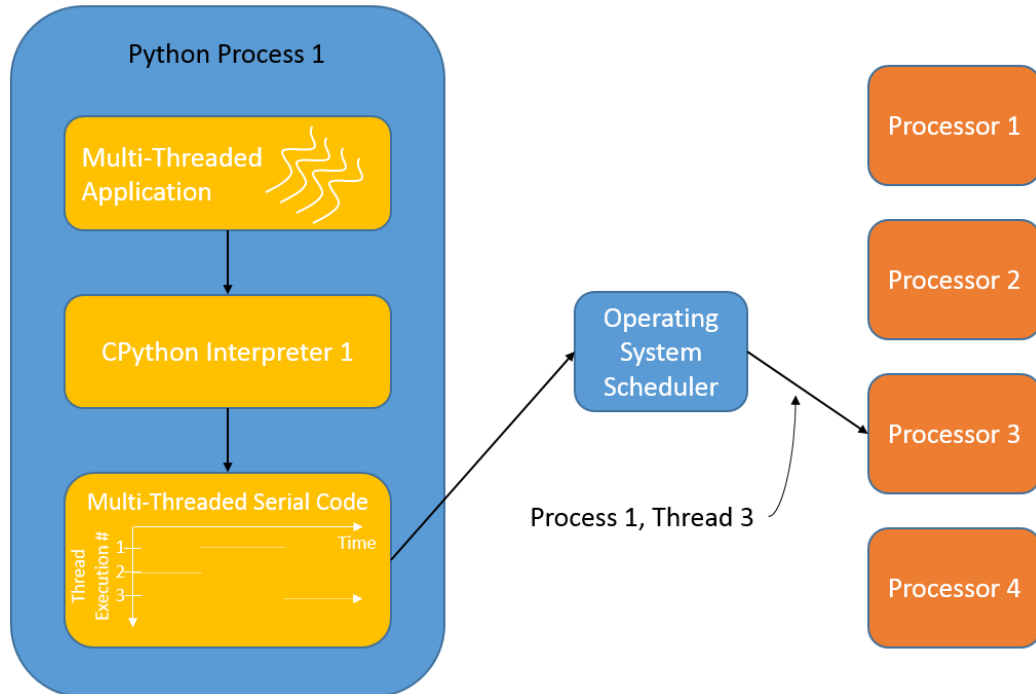 Python Process 1
Multi-Threaded
Application
CPython Interpreter 1
Multi-Threaded Serial Code
Time
Thread
Execution #
1
2
3
Operating
System
Scheduler
Process 1, Thread 3
Processor 1
Processor 2
Processor 3
Processor 4